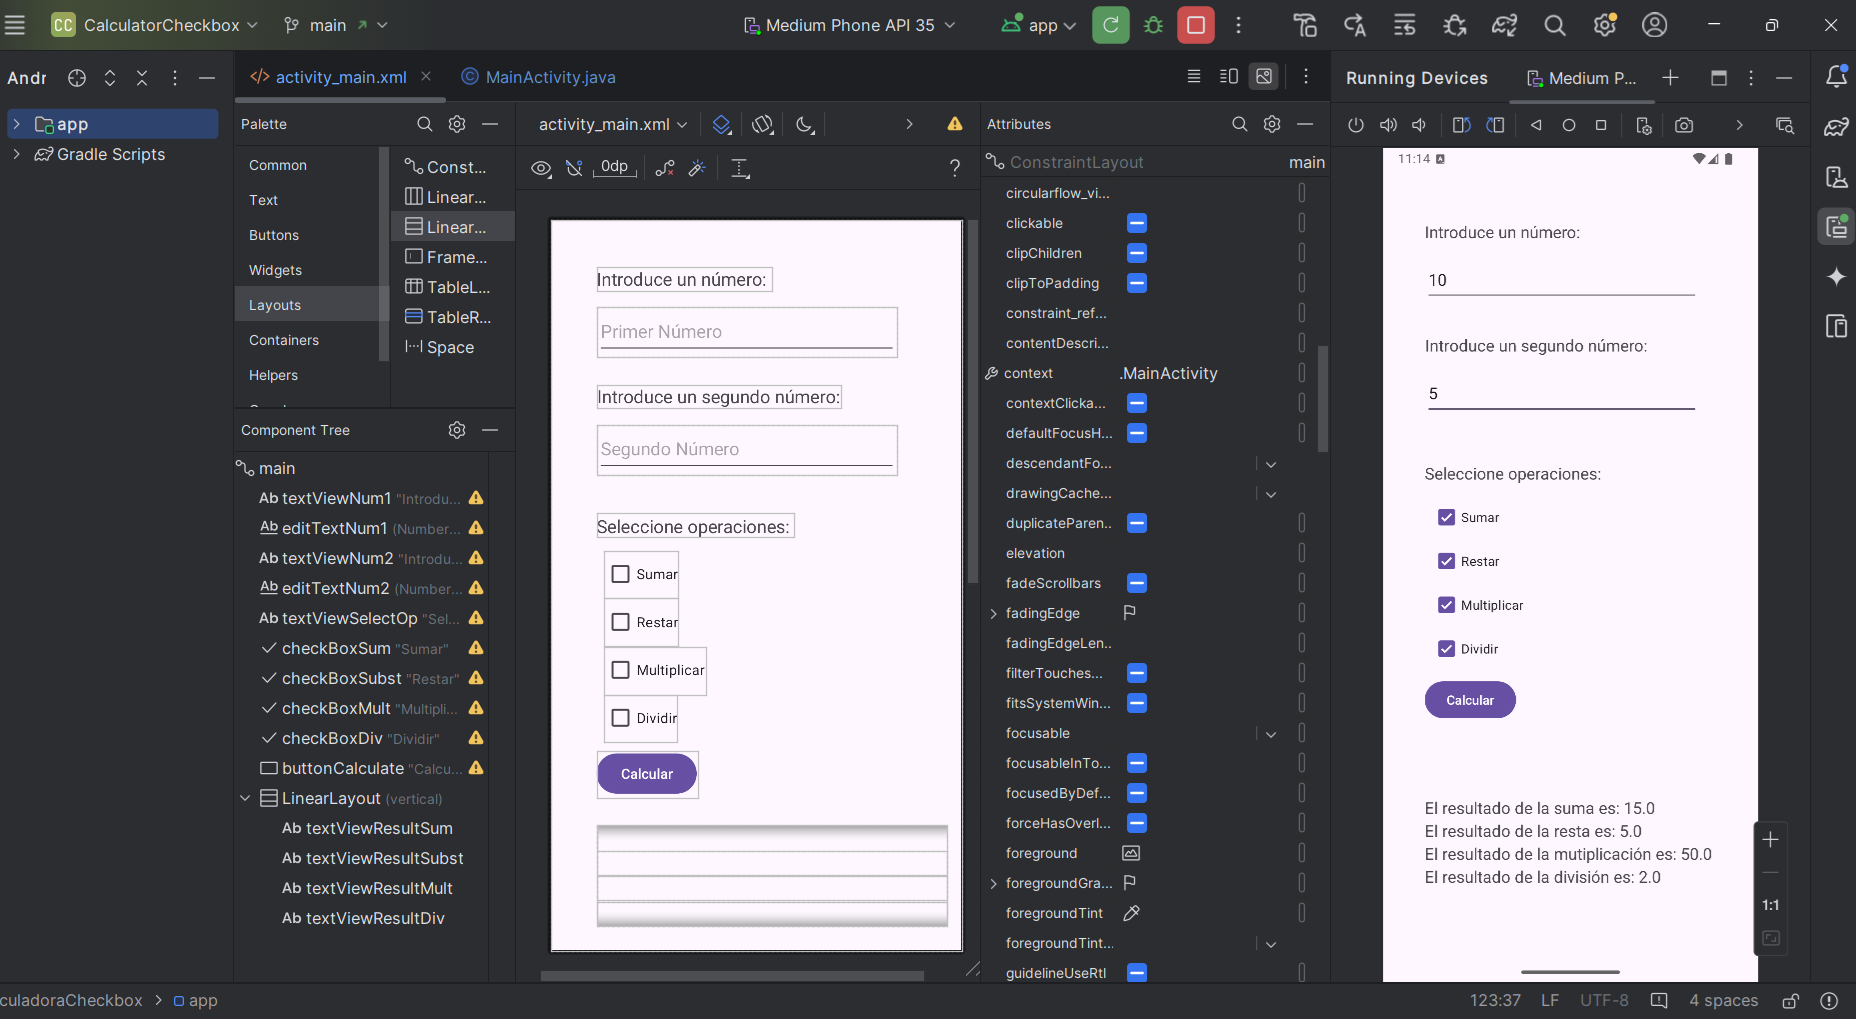 CC CalculatorCheckbox main Medium Phone API 35 app
Andr
activity_main.xml MainActivity.java
Running Devices Medium P...
app
Gradle Scripts
Palette
Common
Text
Buttons
Widgets
Layouts
Containers
Helpers
Const...
Linear...
Linear...
Frame...
TableL...
TableR...
Space
Component Tree
main
Ab textViewNum1 "Introdu...
Ab editTextNum1 (Number...
Ab textViewNum2 "Introdu...
Ab editTextNum2 (Number...
Ab textViewSelectOp "Sel...
checkBoxSum "Sumar"
checkBoxSubst "Restar"
checkBoxMult "Multipli...
checkBoxDiv "Dividir"
buttonCalculate "Calcu...
LinearLayout (vertical)
Ab textViewResultSum
Ab textViewResultSubst
Ab textViewResultMult
Ab textViewResultDiv
activity_main.xml
0dp ?
Introduce un número:
Primer Número
Introduce un segundo número:
Segundo Número
Seleccione operaciones:
Sumar
Restar
Multiplicar
Dividir
Calcular
Attributes
ConstraintLayout main
circularflow_vi...
clickable
clipChildren
clipToPadding
constraint_ref...
contentDescri...
context .MainActivity
contextClicka...
defaultFocusH...
descendantFo...
drawingCache...
duplicateParen..
elevation
fadeScrollbars
fadingEdge
fadingEdgeLen..
filterTouches...
fitsSystemWin...
focusable
focusableInTo...
focusedByDef...
forceHasOverl...
foreground
foregroundGra...
foregroundTint
foregroundTint...
guidelineUseRtl
11:14 A
Introduce un número:
10
Introduce un segundo número:
5
Seleccione operaciones:
Sumar
Restar
Multiplicar
Dividir
Calcular
El resultado de la suma es: 15.0
El resultado de la resta es: 5.0
El resultado de la mutiplicación es: 50.0
El resultado de la división es: 2.0
1:1
culadoraCheckbox > app
123:37 LF UTF-8 4 spaces